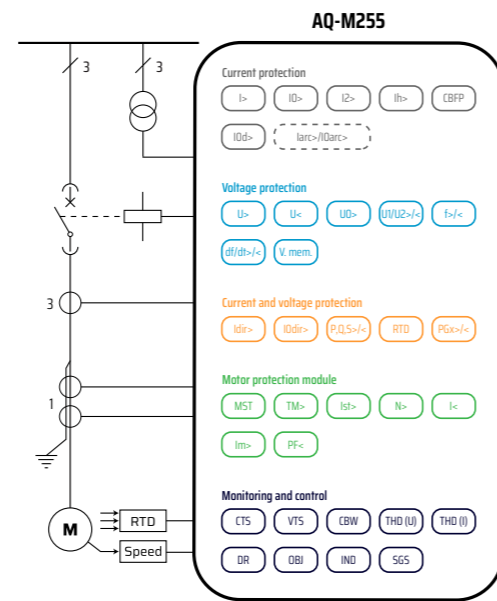 AQ-M255
3
3
Current protection
I>
I0>
I2>
Ih>
CBFP
I0d>
Iarc>/I0arc>
Voltage protection
U>
U<
U0>
U1/U2>/<
f>/<
df/dt>/<
V. mem.
3
Current and voltage protection
Idir>
I0dir>
P,Q,S>/<
RTD
PGx>/<
1
Motor protection module
MST
TM>
Ist>
N>
I<
Im>
PF<
M
RTD
Speed
Monitoring and control
CTS
VTS
CBW
THD (U)
THD (I)
DR
OBJ
IND
SGS